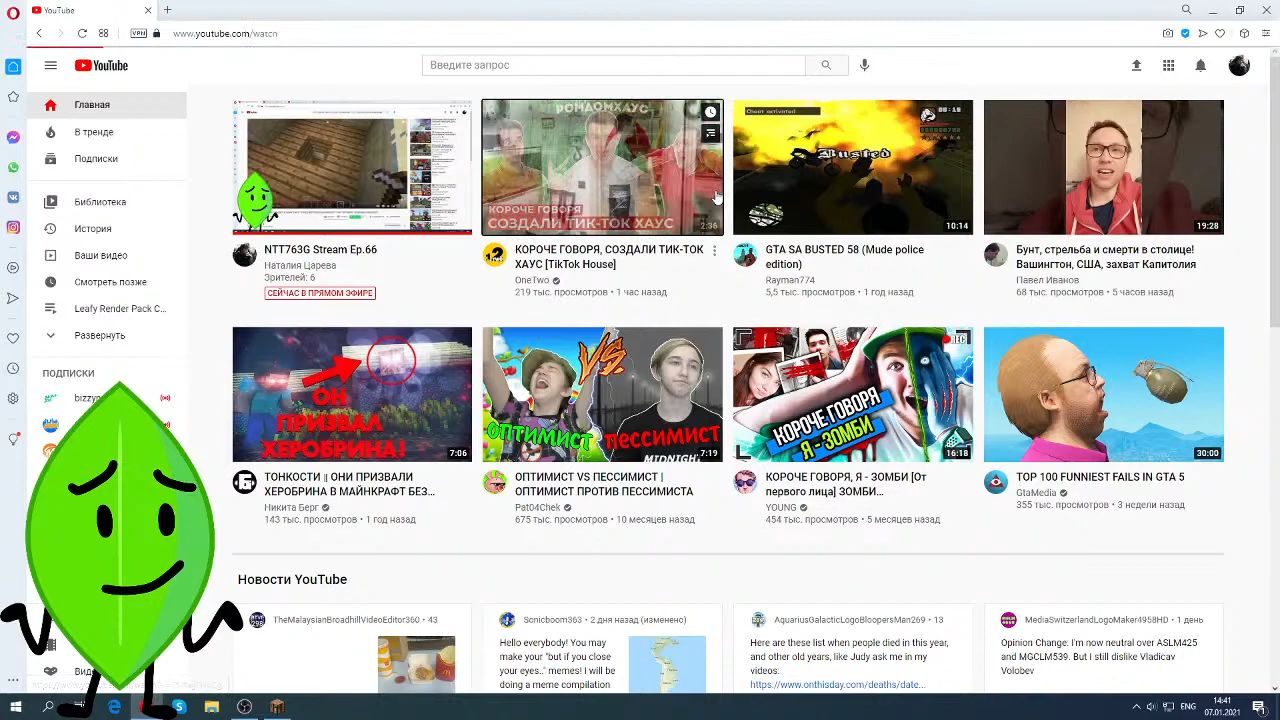 YouTube
VPN
www.youtube.com/watch
YouTube
Введите запрос
Главная
В тренде
Подписки
Библиотека
История
Ваши видео
Смотреть позже
Leafy Render Pack C...
Развернуть
ПОДПИСКИ
NTT763G Stream Ep.66
Наталия Царева
Зрителей: 6
СЕЙЧАС В ПРЯМОМ ЭФИРЕ
РОНДОМХАУС
КОРОЧЕ ГОВОРЯ
СОЗДАЛИ ТИК-ТОК ХАУС
2:36
КОРОЧЕ ГОВОРЯ, СОЗДАЛИ ТИК-ТОК
ХАУС [TikTok House]
OneTwo
219 тыс. просмотров • 1 час назад
Cheat activated
Busted
10:14
GTA SA BUSTED 58 (Mude police
edition)
Rayman774
5,5 тыс. просмотров • 1 год назад
19:28
Бунт, стрельба и смерти в столице!
Вашингтон, США, захват Капитолия
Павел Иванов
68 тыс. просмотров • 5 часов назад
ОН
ПРИЗВАЛ
ХЕРОБРИНА!
7:06
ТОНКОСТИ || ОНИ ПРИЗВАЛИ
ХЕРОБРИНА В МАЙНКРАФТ БЕЗ...
Никита Берг
143 тыс. просмотров • 1 год назад
VS
ОПТИМИСТ
ПЕССИМИСТ
MIDNIGHT
7:19
ОПТИМИСТ VS ПЕССИМИСТ |
ОПТИМИСТ ПРОТИВ ПЕССИМИСТА
Pat04Chek
675 тыс. просмотров • 10 месяцев назад
КОРОЧЕ ГОВОРЯ
Я - ЗОМБИ
16:18
КОРОЧЕ ГОВОРЯ, Я - ЗОМБИ [От
первого лица] ЗОМБИ...
YOUNG
454 тыс. просмотров • 5 месяцев назад
30:00
TOP 100 FUNNIEST FAILS IN GTA 5
GtaMedia
355 тыс. просмотров • 3 недели назад
Новости YouTube
TheMalaysianBroadhillVideoEditor360 • 43
Sonicboom363 • 2 дня назад (изменено)
Hello everybody! You may
make your "but if you close
your eyes.." memes! I will be
doing a meme compilation
AquariusGalacticLogoBloopersMan269 • 13
Here are these list when people died in this year,
and other old years, like Judy ask me in my
videos:
https://www.onthisday.com/deaths/date...
MediaSwitzerlandLogoMaker4958HD • 1 день
Opinion Change: I'm now neutral over ASLM425
and MGCLM539. But I still dislike Vladicav
Volobev
ENG
14:41
07.01.2021